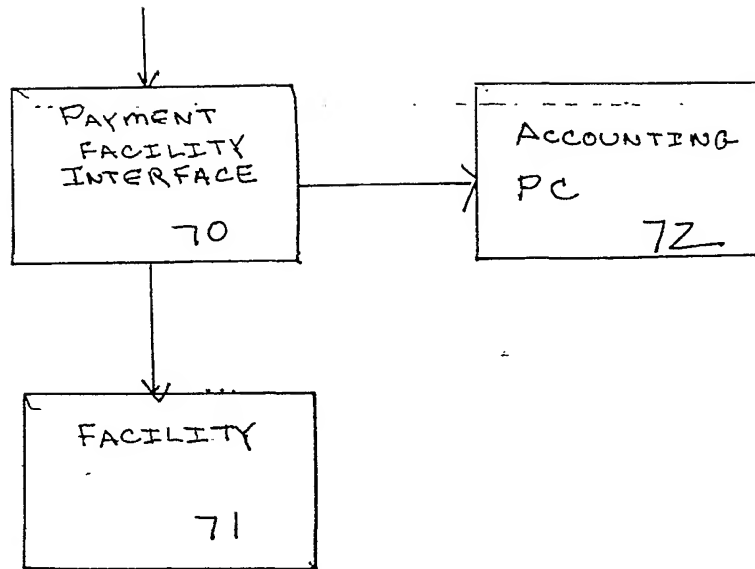 PAYMENT
FACILITY
INTERFACE
70
ACCOUNTING
PC
72
FACILITY
71